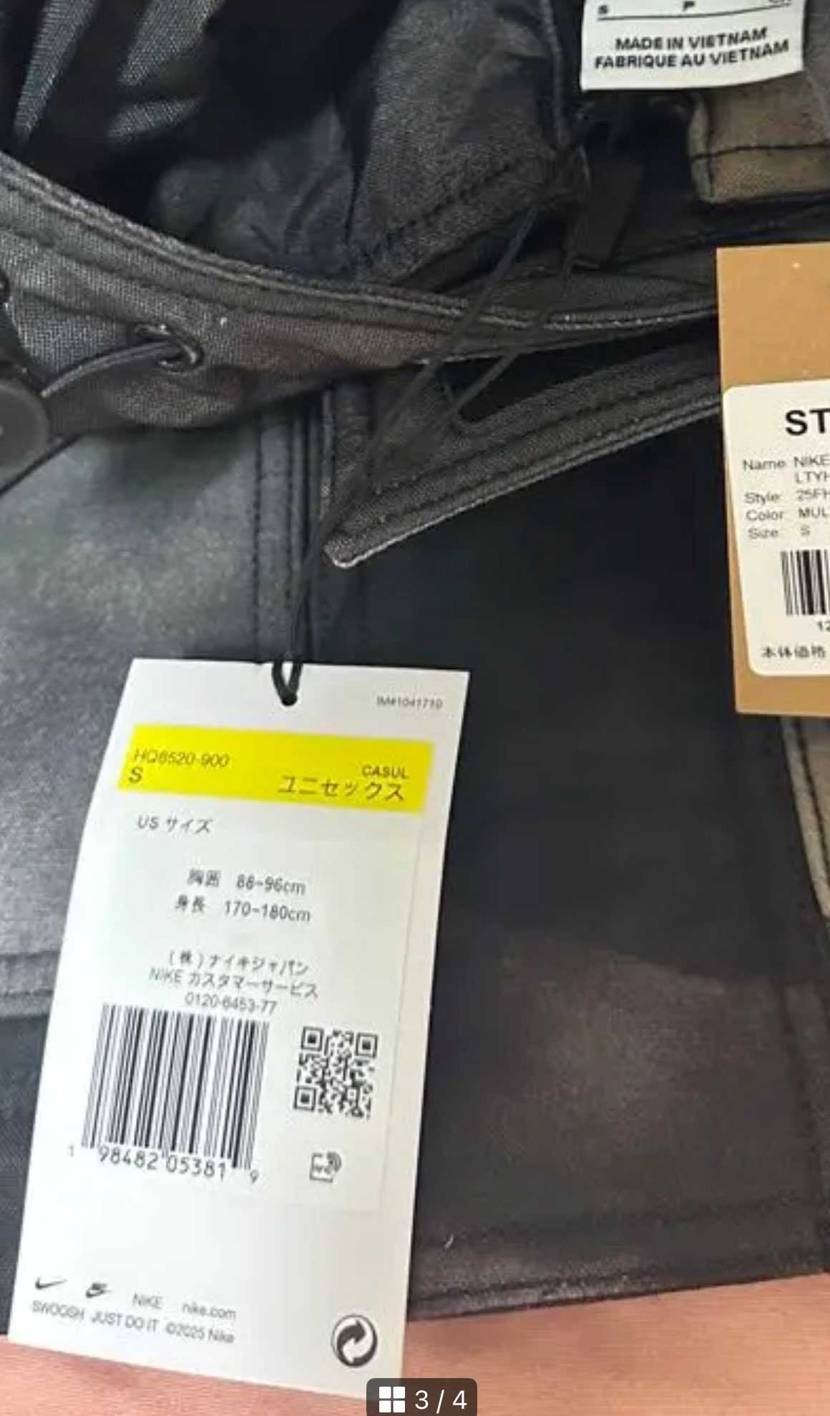 S P
MADE IN VIETNAM
FABRIQUE AU VIETNAM
ST
Name: NIKE
LTYH
Style: 25FH
Color: MUL
Size: S
12
本体価格
IM#1041710
HQ6520-900
S
CASUL
ユニセックス
US サイズ
胸囲 88-96cm
身長 170-180cm
(株)ナイキジャパン
NIKE カスタマーサービス
0120-6453-77
1 98482 05381 9
NIKE nike.com
SWOOSH JUST DO IT ©2025 Nike
3 / 4